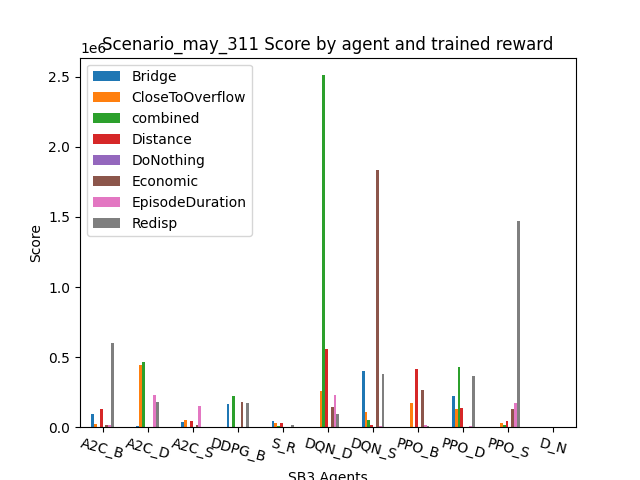 Scenario_may_311 Score by agent and trained reward
1e6
2.5
2.0
1.5
1.0
0.5
0.0
Score
Bridge
CloseToOverflow
combined
Distance
DoNothing
Economic
EpisodeDuration
Redisp
A2C_B
A2C_D
A2C_S
DDPG_B
S_R
DQN_D
DQN_S
PPO_B
PPO_D
PPO_S
D_N
SB3 Agents